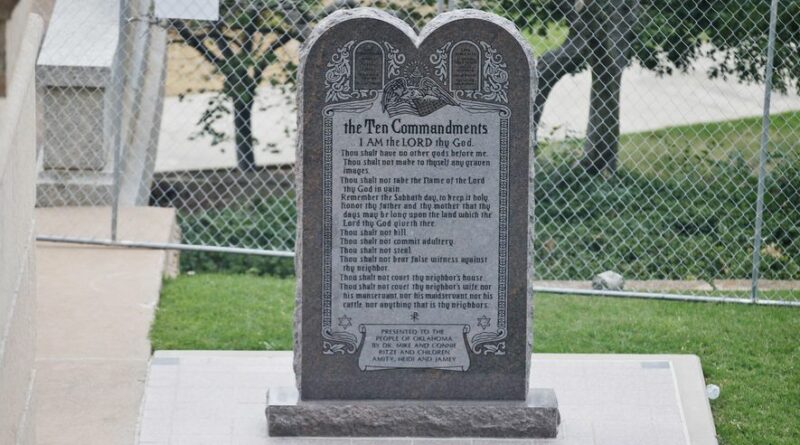 the Ten Commandments
I AM the LORD thy God.
Thou shalt have no other gods before me.
Thou shalt not make to thyself any graven
images.
Thou shalt not take the Name of the Lord
thy God in vain
Remember the Sabbath day, to keep it holy.
Honor thy father and thy mother that thy
days may be long upon the land which the
Lord thy God giveth thee.
Thou shalt not kill.
Thou shalt not commit adultery.
Thou shalt not steal.
Thou shalt not bear false witness against
thy neighbor.
Thou shalt not covet thy neighbor's house.
Thou shalt not covet thy neighbor's wife nor
his manservant, nor his maidservant, nor his
cattle nor anything that is thy neighbors.
PRESENTED TO THE
PEOPLE OF OKLAHOMA
BY DR. MIKE AND CONNIE
RITZE AND CHILDREN
AMITY, HEIDI AND JAMEY